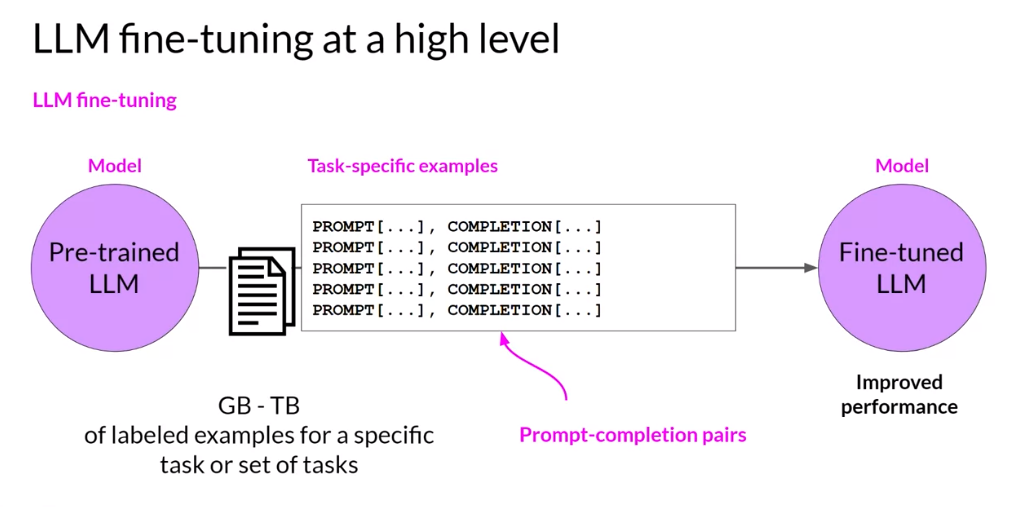 LLM fine-tuning at a high level
LLM fine-tuning
Model
Task-specific examples
Model
Pre-trained
LLM
PROMPT[...], COMPLETION[...]
PROMPT[...], COMPLETION[...]
PROMPT[...], COMPLETION[...]
PROMPT[...], COMPLETION[...]
PROMPT[...], COMPLETION[...]
Fine-tuned
LLM
GB - TB
of labeled examples for a specific
task or set of tasks
Prompt-completion pairs
Improved
performance